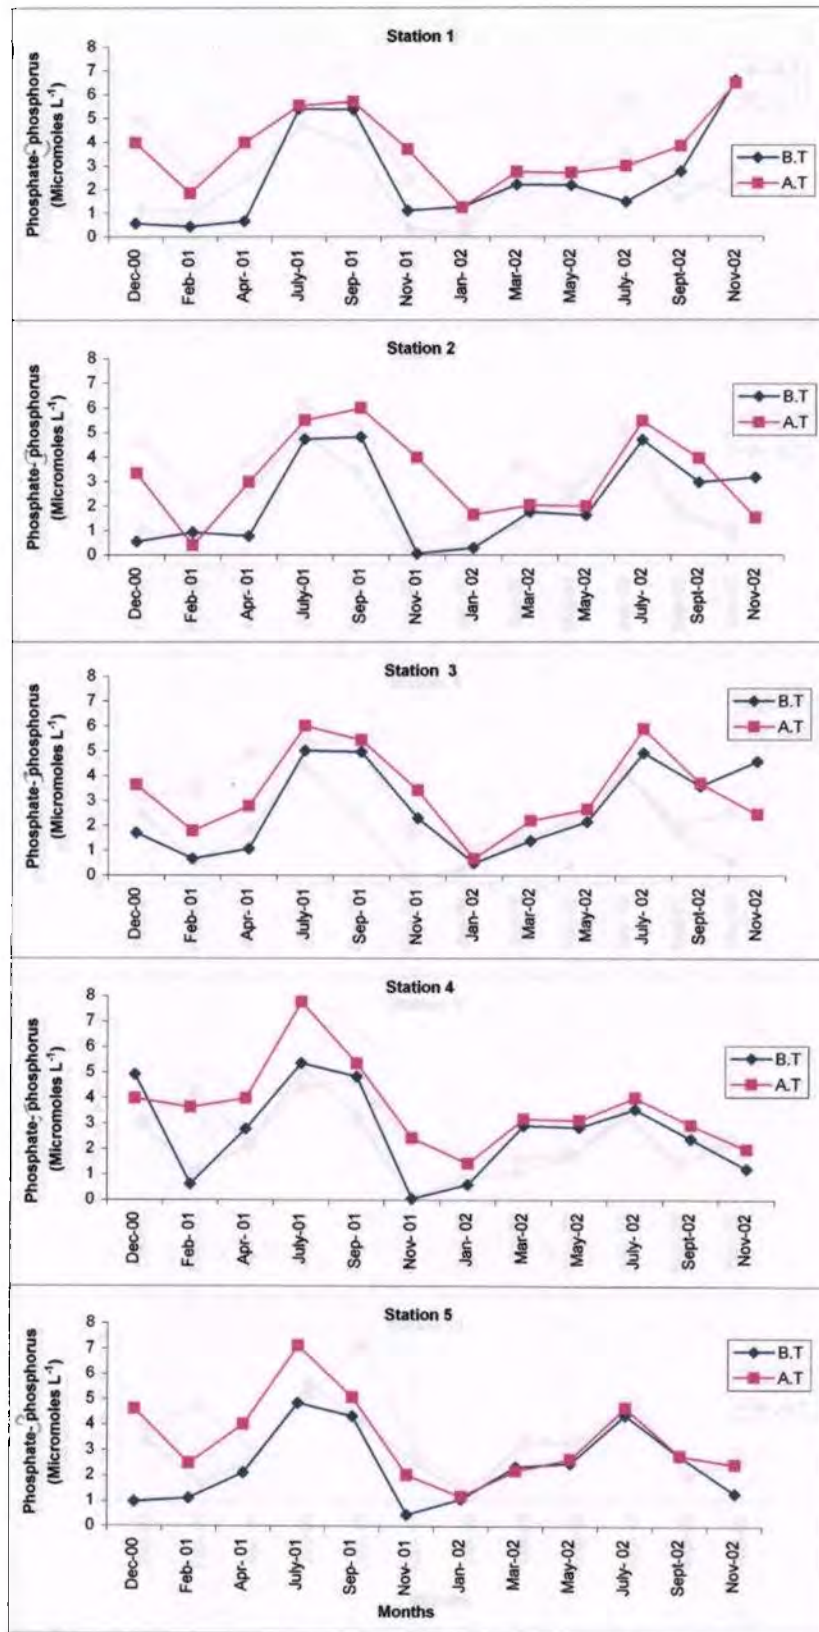 Station 1
Phosphate- phosphorus
(Micromoles L⁻¹)
8
7
6
5
4
3
2
1
0
B.T
A.T
Dec-00
Feb- 01
Apr- 01
July-01
Sep- 01
Nov- 01
Jan- 02
Mar-02
May-02
July- 02
Sept-02
Nov-02
Station 2
Phosphate- phosphorus
(Micromoles L⁻¹)
8
7
6
5
4
3
2
1
0
B.T
A.T
Dec-00
Feb- 01
Apr- 01
July-01
Sep- 01
Nov- 01
Jan- 02
Mar-02
May-02
July- 02
Sept-02
Nov-02
Station 3
Phosphate- phosphorus
(Micromoles L⁻¹)
8
7
6
5
4
3
2
1
0
B.T
A.T
Dec-00
Feb- 01
Apr- 01
July-01
Sep- 01
Nov- 01
Jan- 02
Mar-02
May-02
July- 02
Sept-02
Nov-02
Station 4
Phosphate- phosphorus
(Micromoles L⁻¹)
8
7
6
5
4
3
2
1
0
B.T
A.T
Dec-00
Feb- 01
Apr- 01
July-01
Sep- 01
Nov- 01
Jan- 02
Mar-02
May-02
July- 02
Sept-02
Nov-02
Station 5
Phosphate- phosphorus
(Micromoles L⁻¹)
8
7
6
5
4
3
2
1
0
B.T
A.T
Dec-00
Feb- 01
Apr- 01
July-01
Sep- 01
Nov- 01
Jan- 02
Mar-02
May-02
July- 02
Sept-02
Nov-02
Months